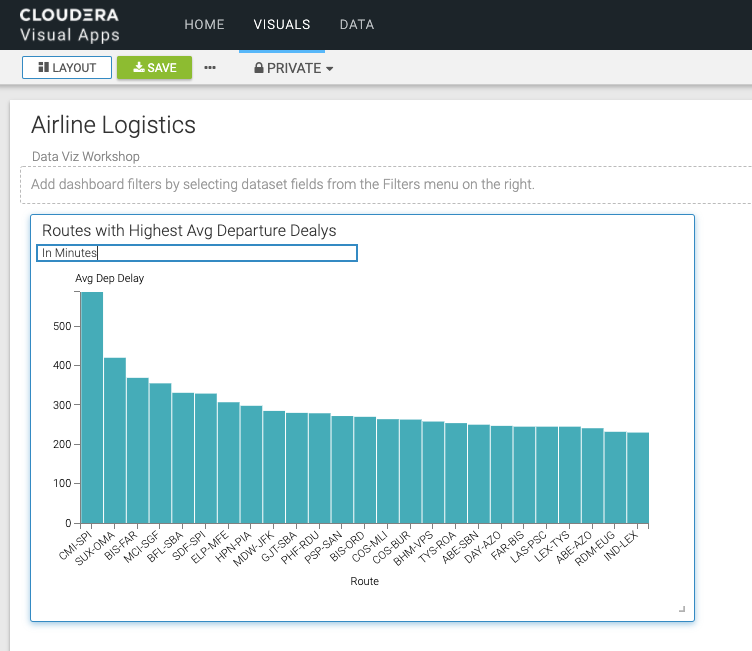 CLOUDERA
Visual Apps
HOME VISUALS DATA
LAYOUT SAVE PRIVATE
Airline Logistics
Data Viz Workshop
Add dashboard filters by selecting dataset fields from the Filters menu on the right.
Routes with Highest Avg Departure Dealys
In Minutes
Avg Dep Delay
500
400
300
200
100
0
CMI-SPI SUX-OMA BIS-FAR MCI-SGF BFL-SBA SDF-SPI ELP-MFE HPN-PIA MDW-JFK GJT-SBA PHF-RDU PSP-SAN BIS-ORD COS-MLI COS-BUR BHM-VPS TYS-ROA ABE-SBN DAY-AZO FAR-BIS LAS-PSC LEX-TYS ABE-AZO RDM-EUG IND-LEX
Route